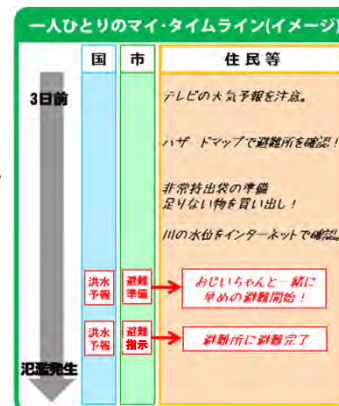 一人ひとりのマイ・タイムライン(イメージ)
国 市 住民等
3日前
テレビの天気予報を注意。
ハザードマップで避難所を確認!
非常持出袋の準備
足りない物を買い出し!
川の水位をインターネットで確認。
洪水
予報
避難
準備
おじいちゃんと一緒に
早めの避難開始!
洪水
予報
避難
指示
避難所に避難完了
氾濫発生